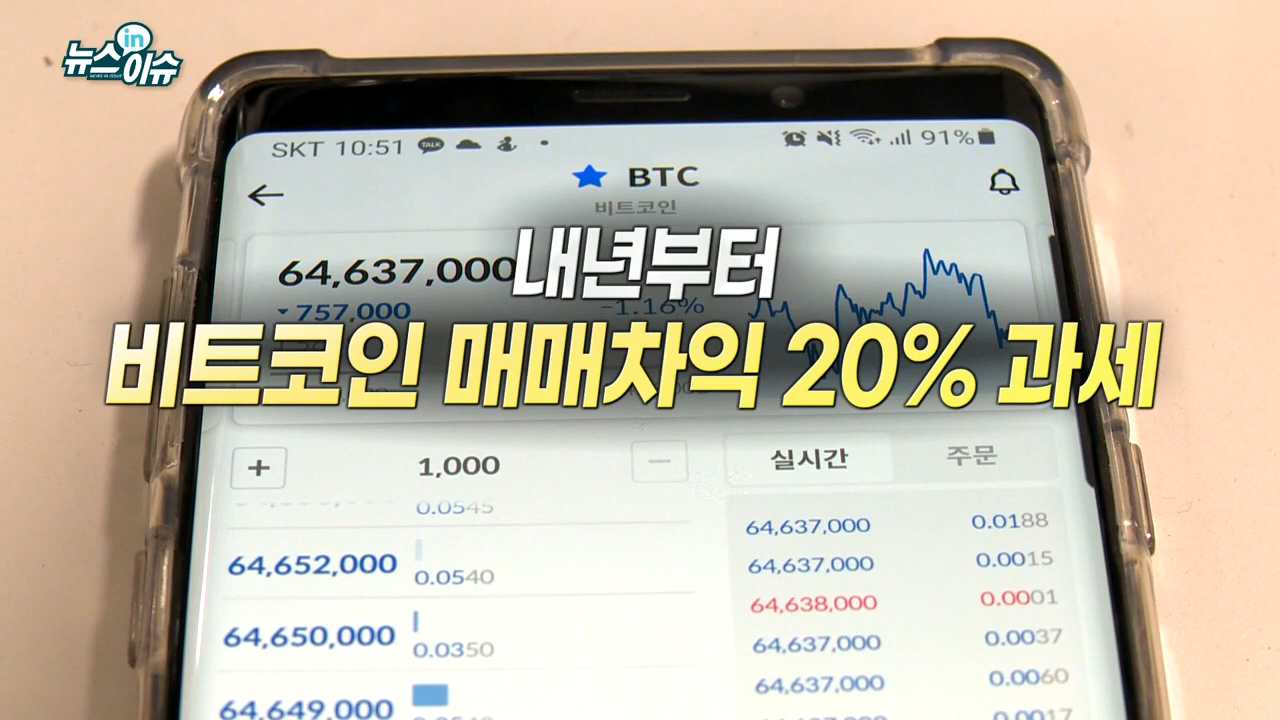 뉴스in이슈
NEWS IN ISSUE
SKT 10:51 TALK 91%
BTC
비트코인
64,637,000
내년부터
757,000 -1.16%
비트코인 매매차익 20% 과세
+ 1,000 -
실시간 주문
0.0545
64,637,000 0.0188
64,652,000
0.0540
64,637,000 0.0015
64,638,000 0.0001
64,650,000
0.0350
64,637,000 0.0037
64,637,000 0.0060
64,649,000
0.0017